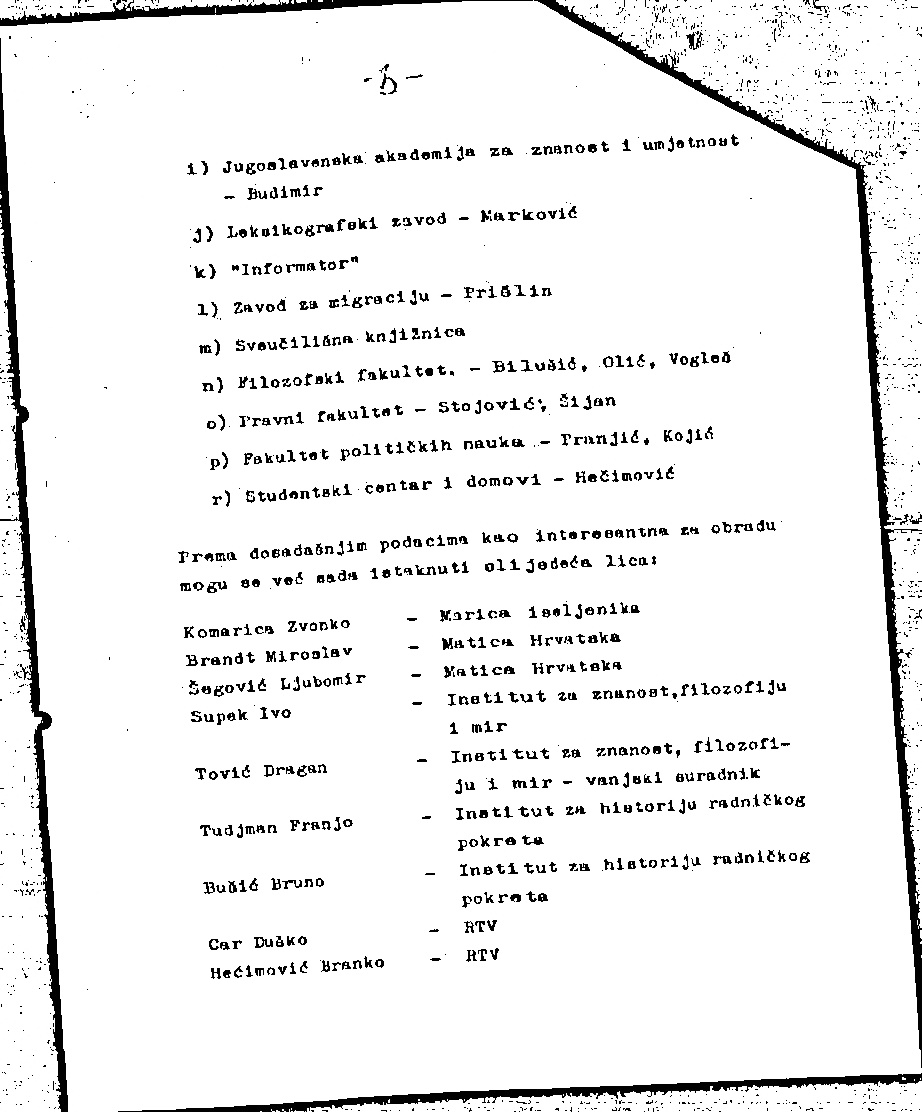 i) Jugoslavenska akademija za znanost i umjetnost
- Budimir
j) Leksikografski zavod - Marković
k) "Informator"
l) Zavod za migraciju - Prišlin
m) Sveučilišna knjižnica
n) Filozofski fakultet. - Bilušić, Olić, Vogleš
o) Pravni fakultet - Stojović, Šijan
p) Fakultet političkih nauka - Pranjić, Kojić
r) Studentski centar i domovi - Hećimović
Prema dosadašnjim podacima kao interesantna za obradu
mogu se već sada istaknuti slijedeća lica:
Komarica Zvonko - Marica iseljenika
Brandt Miroslav - Matica Hrvatska
Šegović Ljubomir - Matica Hrvatska
Supek Ivo - Institut za znanost,filozofiju
i mir
Tović Dragan - Institut za znanost, filozofi-
ju i mir - vanjski suradnik
Tudjman Franjo - Institut za historiju radničkog
pokreta
Bušić Bruno - Institut za historiju radničkog
pokreta
Car Duško - RTV
Hećimović Branko - RTV